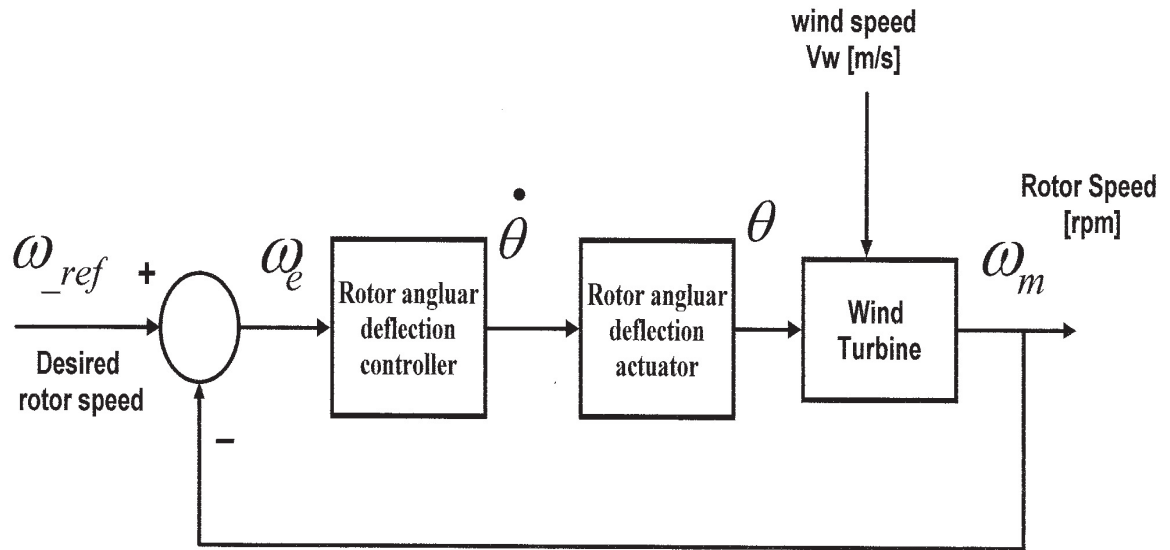 wind speed
Vw [m/s]
Rotor Speed
[rpm]
ω_ref
+
ω_e
θ̇
θ
ω_m
Desired
rotor speed
Rotor angluar
deflection
controller
Rotor angluar
deflection
actuator
Wind
Turbine
−